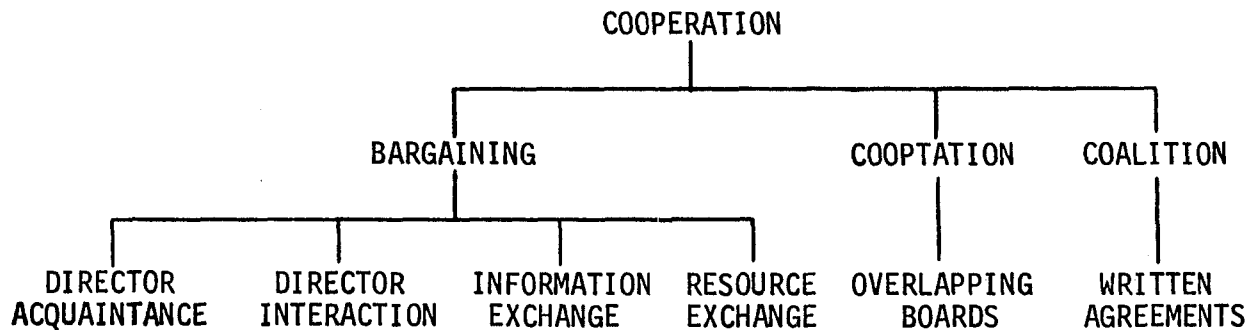 COOPERATION
BARGAINING
COOPTATION
COALITION
DIRECTOR
ACQUAINTANCE
DIRECTOR
INTERACTION
INFORMATION
EXCHANGE
RESOURCE
EXCHANGE
OVERLAPPING
BOARDS
WRITTEN
AGREEMENTS